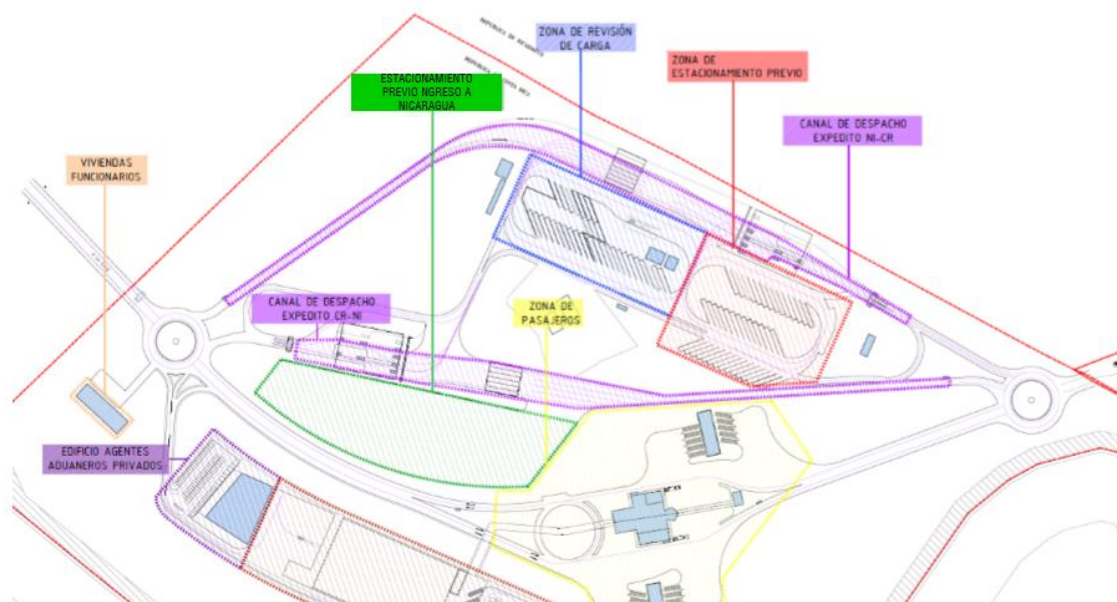 ZONA DE REVISIÓN
DE CARGA
ZONA DE
ESTACIONAMIENTO PREVIO
ESTACIONAMIENTO
PREVIO NGRESO A
NICARAGUA
CANAL DE DESPACHO
EXPEDITO NI-CR
VIVIENDAS
FUNCIONARIOS
CANAL DE DESPACHO
EXPEDITO CR-NI
ZONA DE
PASAJEROS
EDIFICIO AGENTES
ADUANEROS PRIVADOS